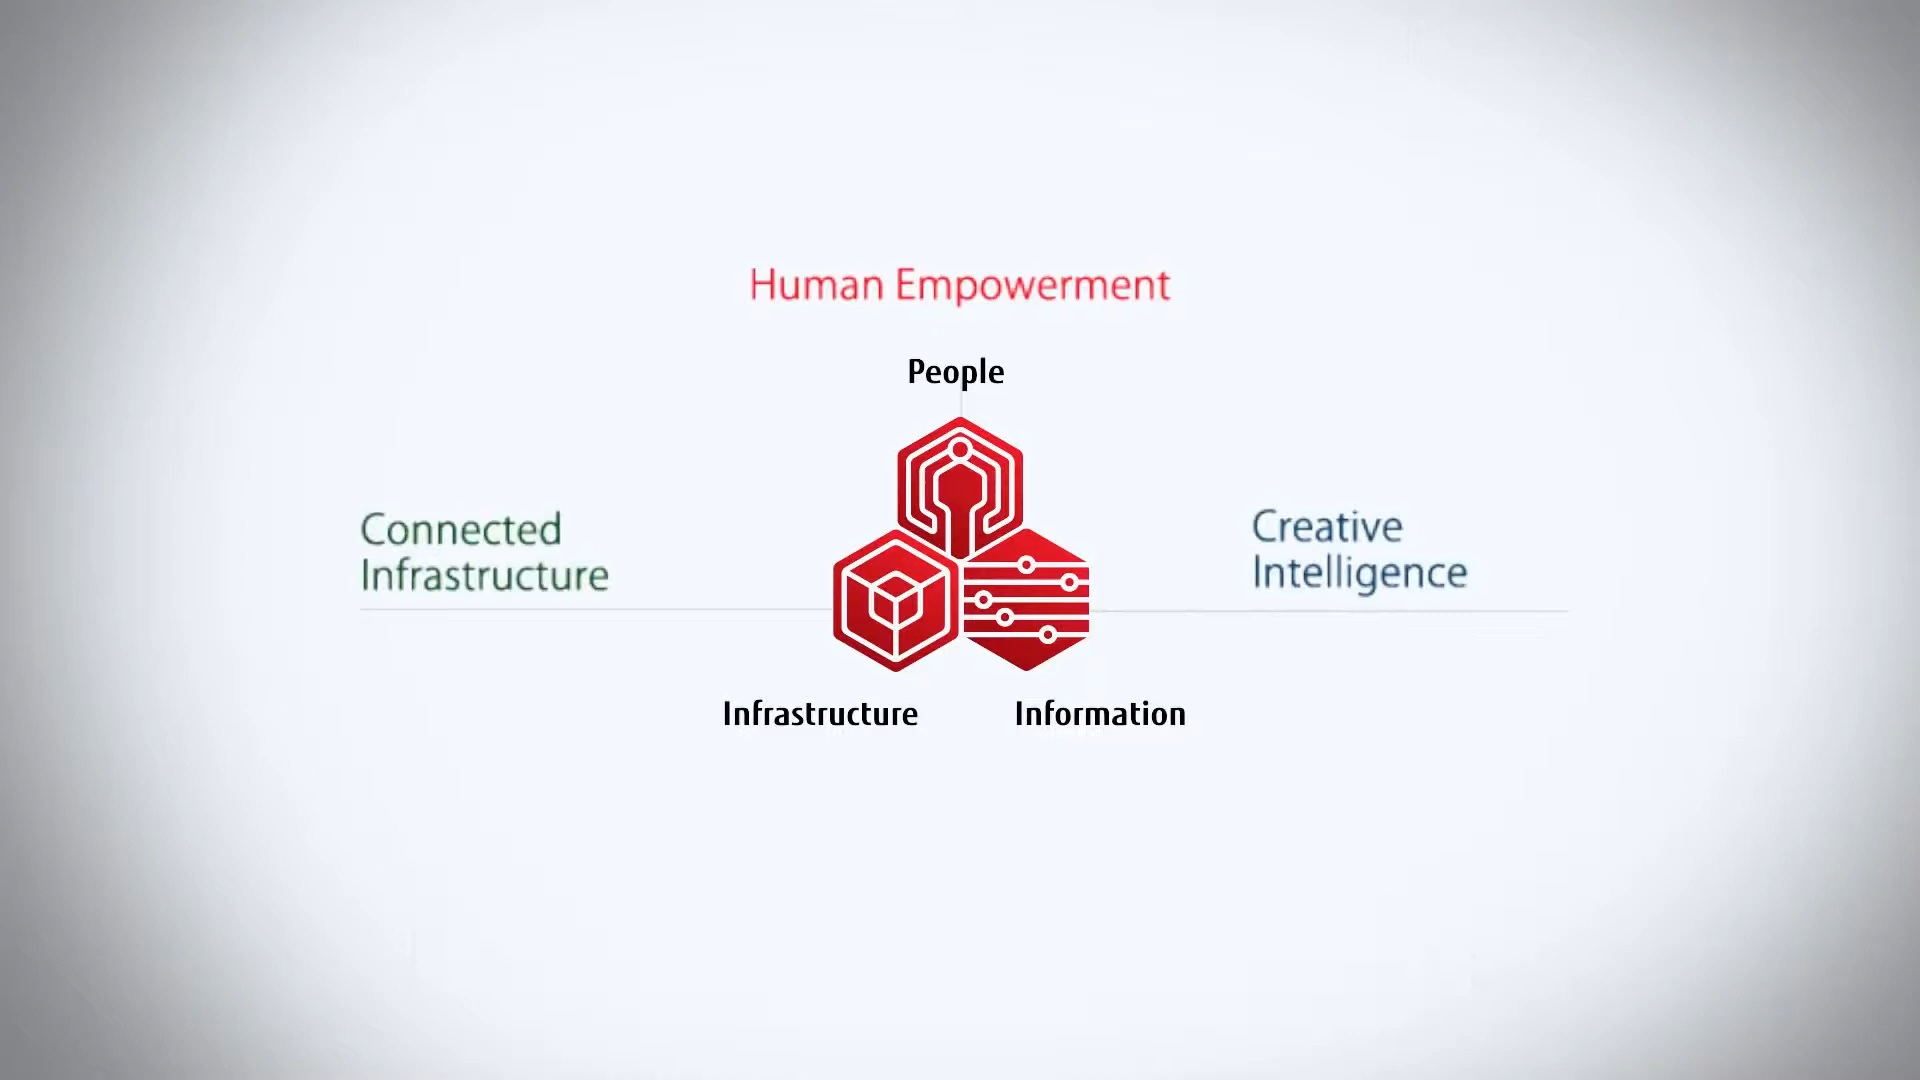 Human Empowerment
People
Connected
Infrastructure
Creative
Intelligence
Infrastructure
Information